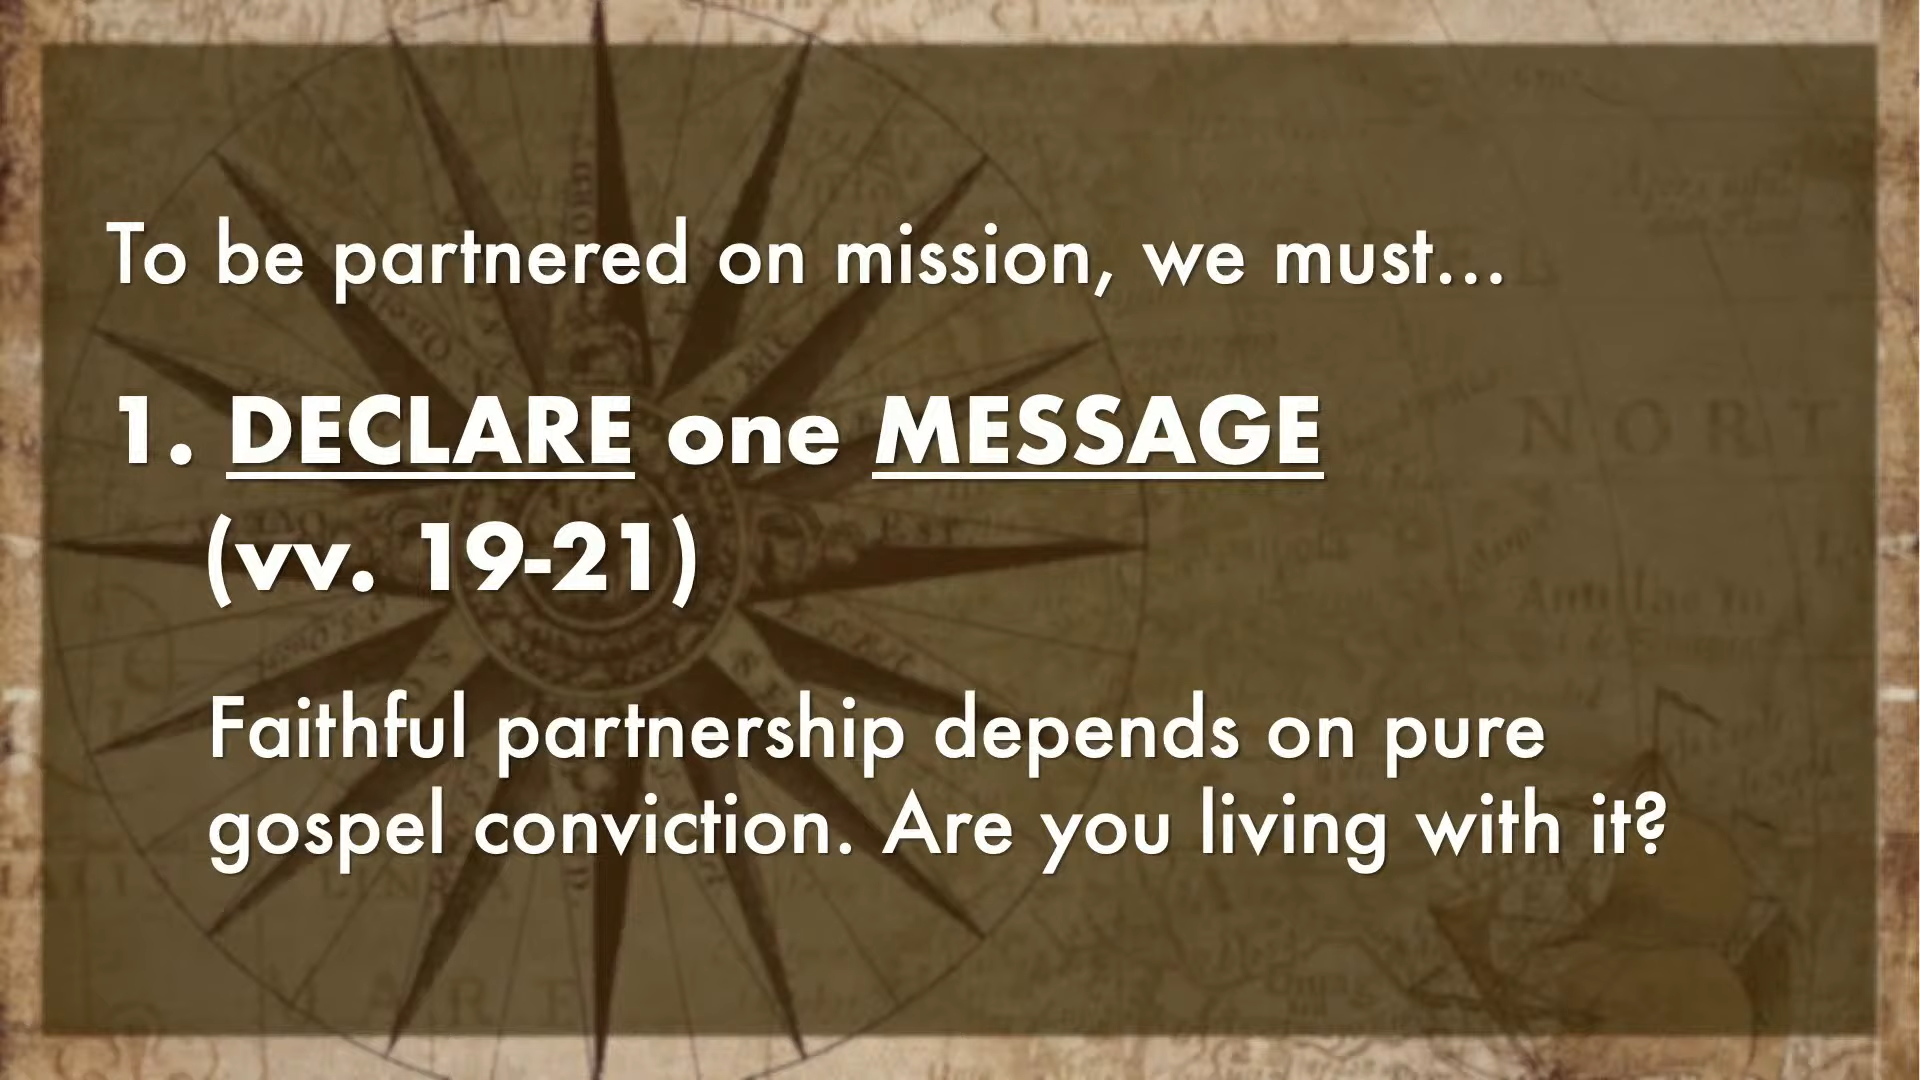 To be partnered on mission, we must...
1. DECLARE one MESSAGE
(vv. 19-21)
Faithful partnership depends on pure
gospel conviction. Are you living with it?
NORT